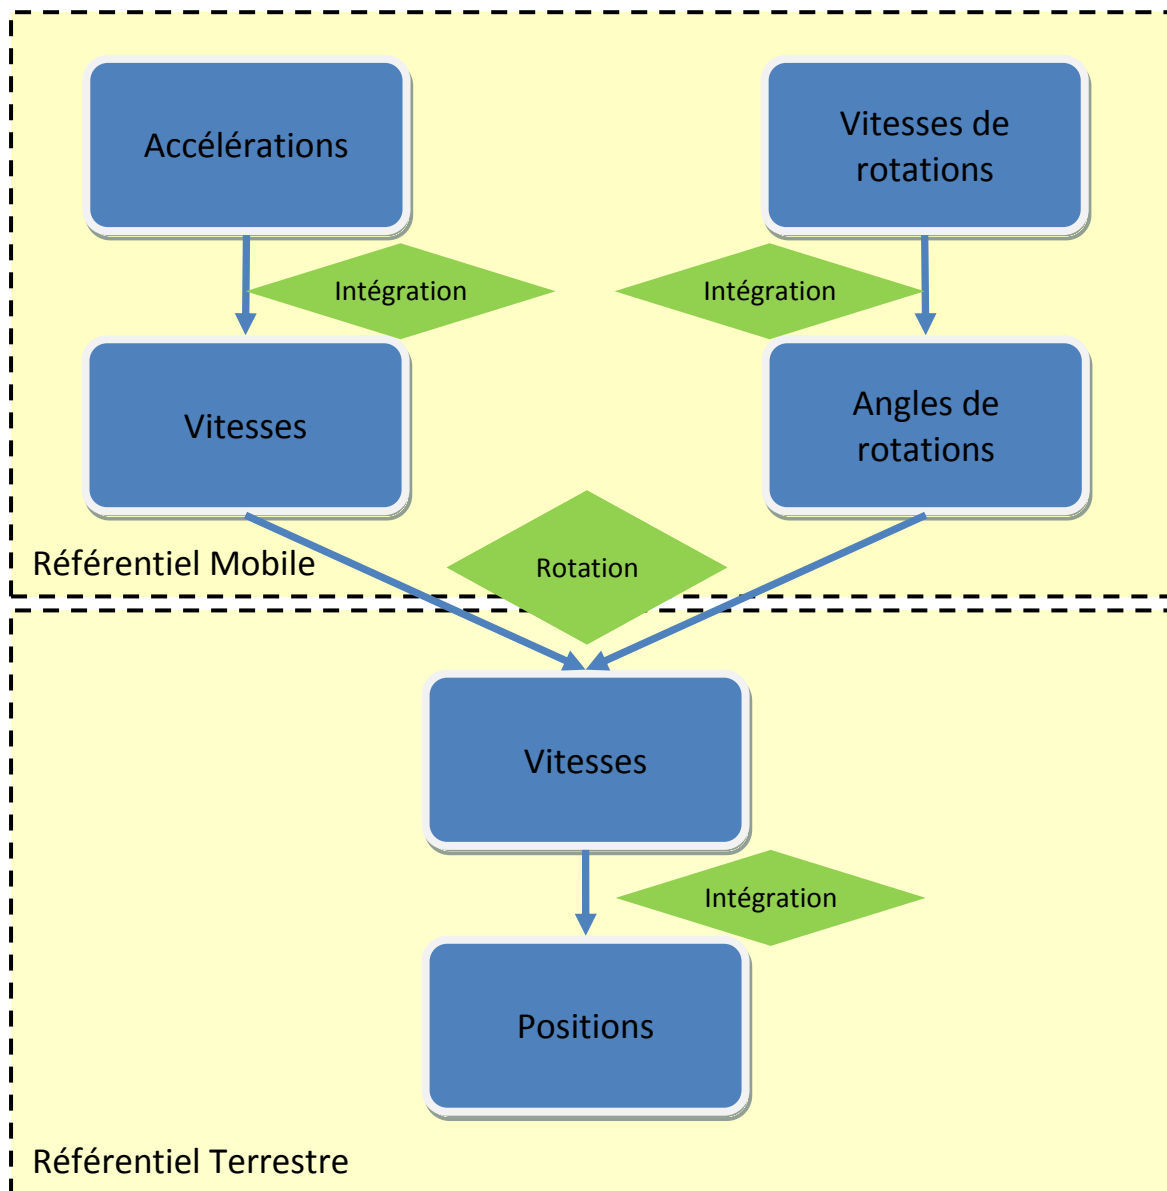 Accélérations
Vitesses de
rotations
Intégration
Intégration
Vitesses
Angles de
rotations
Référentiel Mobile
Rotation
Vitesses
Intégration
Positions
Référentiel Terrestre